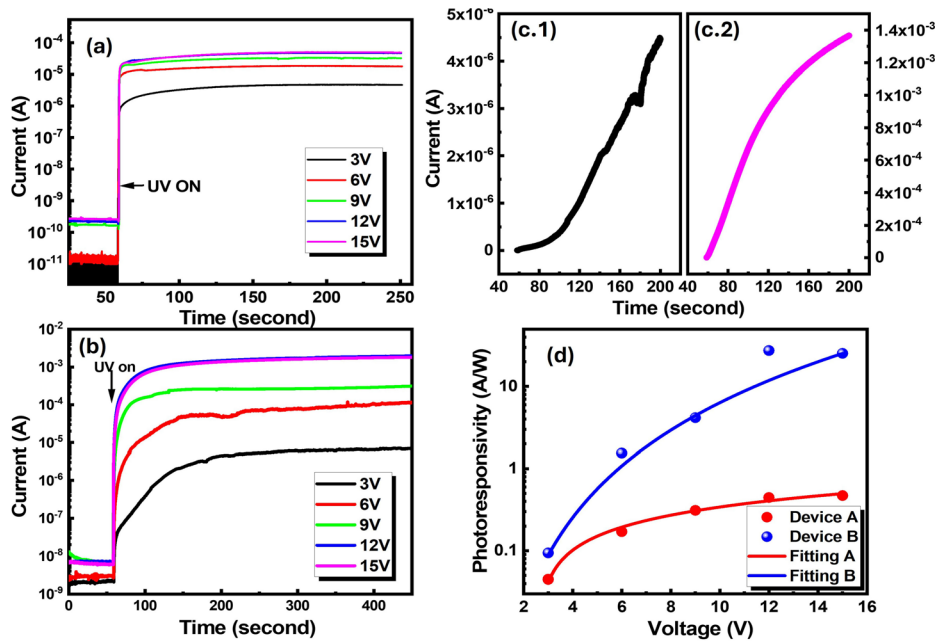 (a)
Current (A)
10⁻⁴
10⁻⁵
10⁻⁶
10⁻⁷
10⁻⁸
10⁻⁹
10⁻¹⁰
10⁻¹¹
UV ON
3V
6V
9V
12V
15V
50 100 150 200 250
Time (second)
(c.1)
Current (A)
5x10⁻⁶
4x10⁻⁶
3x10⁻⁶
2x10⁻⁶
1x10⁻⁶
0
40 80 120 160 200
(c.2)
1.4x10⁻³
1x10⁻³
8x10⁻⁴
6x10⁻⁴
4x10⁻⁴
2x10⁻⁴
0
40 80 120 160 200
Time (second)
(b)
Current (A)
10⁻²
10⁻³
10⁻⁴
10⁻⁵
10⁻⁶
10⁻⁷
10⁻⁸
10⁻⁹
UV on
3V
6V
9V
12V
15V
0 100 200 300 400
Time (second)
(d)
Photoresponsivity (A/W)
10
1
0.1
Device A
Device B
Fitting A
Fitting B
2 4 6 8 10 12 14 16
Voltage (V)